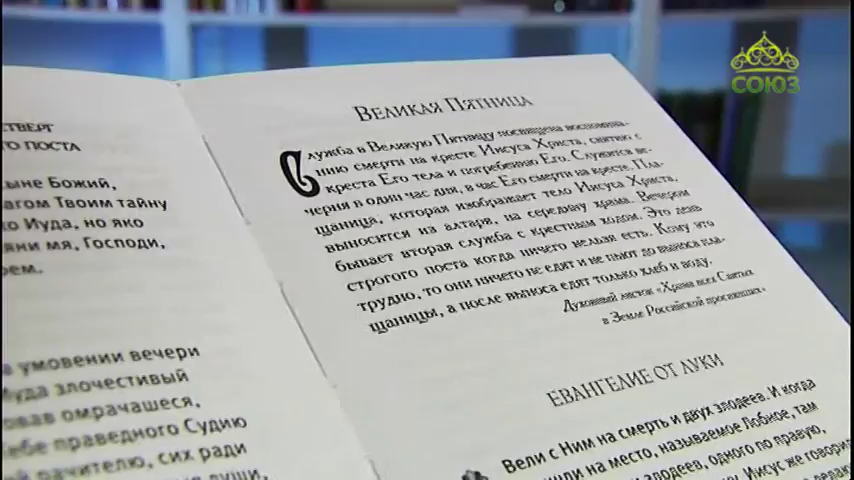 СОЮЗ
ЕТВЕРГ
ГО ПОСТА
Сыне Божий,
врагом Твоим тайну
яко Иуда, но яко
помяни мя, Господи,
ВЕЛИКАЯ ПЯТНИЦА
Служба в Великую Пятницу посвящена воспомина-
нию смерти на кресте Иисуса Христа, снятию с
креста Его тела и погребению Его. Служится ве-
черня в один час дня, в час Его смерти на кресте. Пла-
щаница, которая изображает тело Иисуса Христа,
выносится из алтаря, на середину храма. Вечером
бывает вторая служба с крестным ходом. Это день
строгого поста когда ничего нельзя есть. Кому это
трудно, то они ничего не едят и не пьют до выноса пла-
щаницы, а после выноса едят только хлеб и воду.
Духовный листок «Храма всех Святых
в Земле Российской просиявших»
умовении вечери
Иуда злочестивый
омрачашеся,
Тебе праведного Судию
рачителю, сих ради
души,
ЕВАНГЕЛИЕ ОТ ЛУКИ
Вели с Ним на смерть и двух злодеев. И когда
на место, называемое Лобное, там
и злодеев, одного по правую,
Иисус же говорил